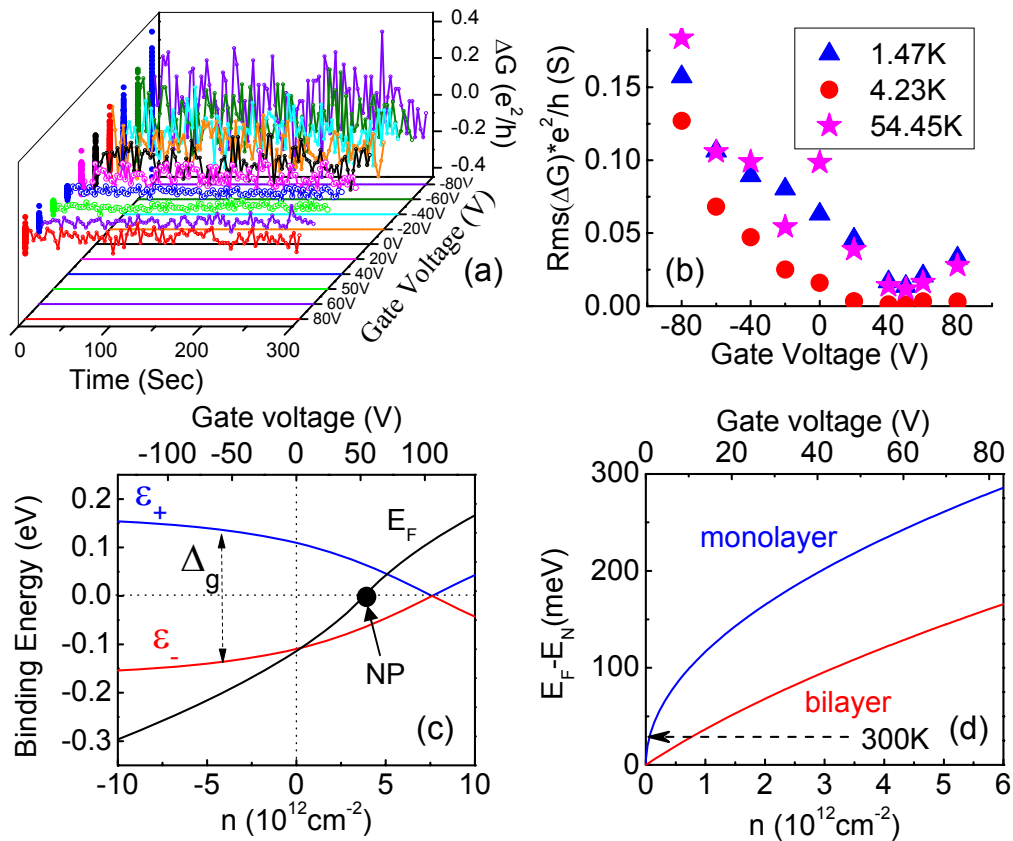 0.4
0.2
0.0
-0.2
-0.4
ΔG (e²/h)
-80V
-60V
-40V
-20V
0V
20V
40V
50V
60V
80V
Gate Voltage (V)
(a)
0
100
200
300
Time (Sec)
(b)
1.47K
4.23K
54.45K
0.15
0.10
0.05
0.00
Rms(ΔG)*e²/h (S)
-80
-40
0
40
80
Gate Voltage (V)
Gate voltage (V)
-100
-50
0
50
100
0.2
0.1
0.0
-0.1
-0.2
-0.3
Binding Energy (eV)
ε₊
Δg
ε₋
E_F
NP
(c)
-10
-5
0
5
10
n (10¹²cm⁻²)
Gate voltage (V)
0
20
40
60
80
300
200
100
0
E_F-E_N(meV)
monolayer
bilayer
300K
(d)
0
1
2
3
4
5
6
n (10¹²cm⁻²)